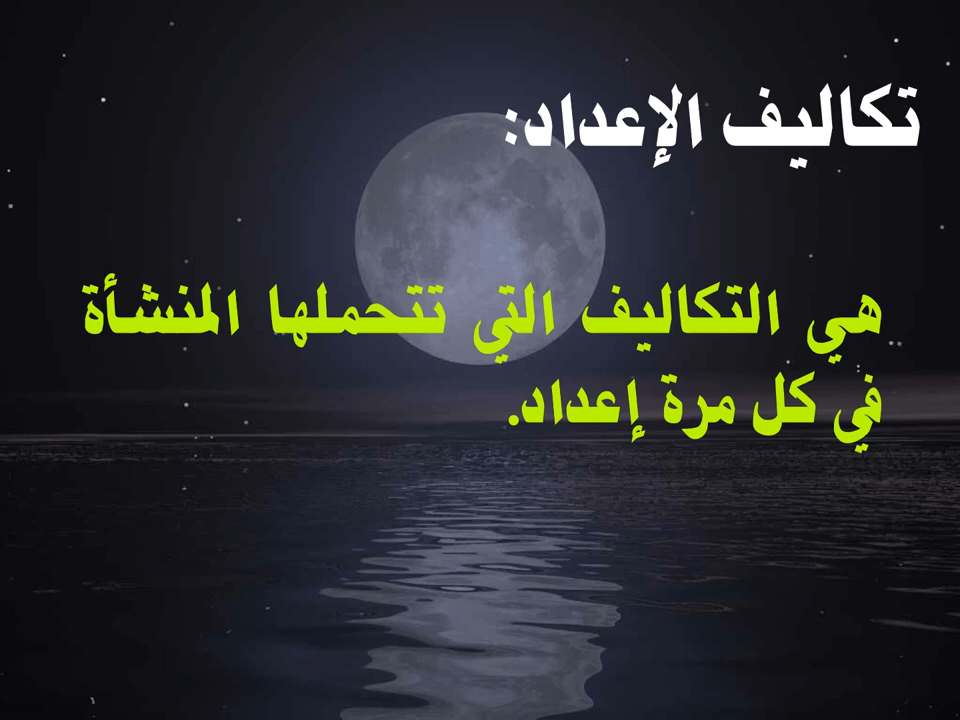 تكاليف الإعداد:
هي التكاليف التي تتحملها المنشأة
في كل مرة إعداد.